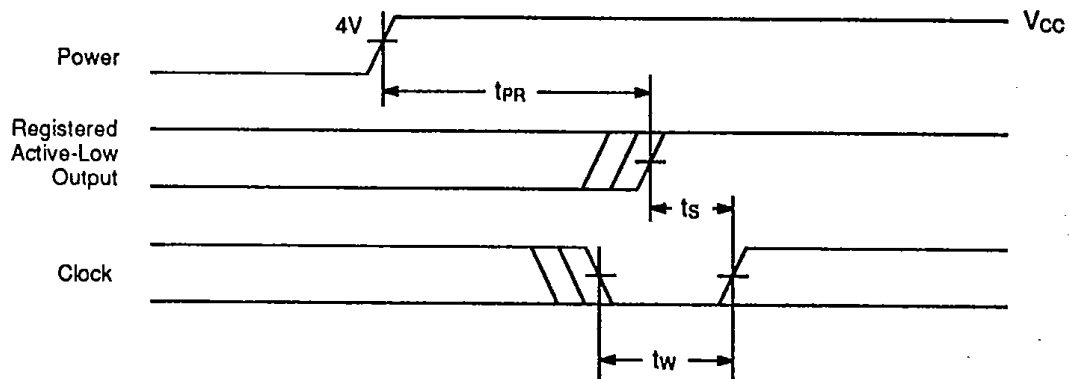 4V
VCC
Power
tPR
Registered
Active-Low
Output
tS
Clock
tW